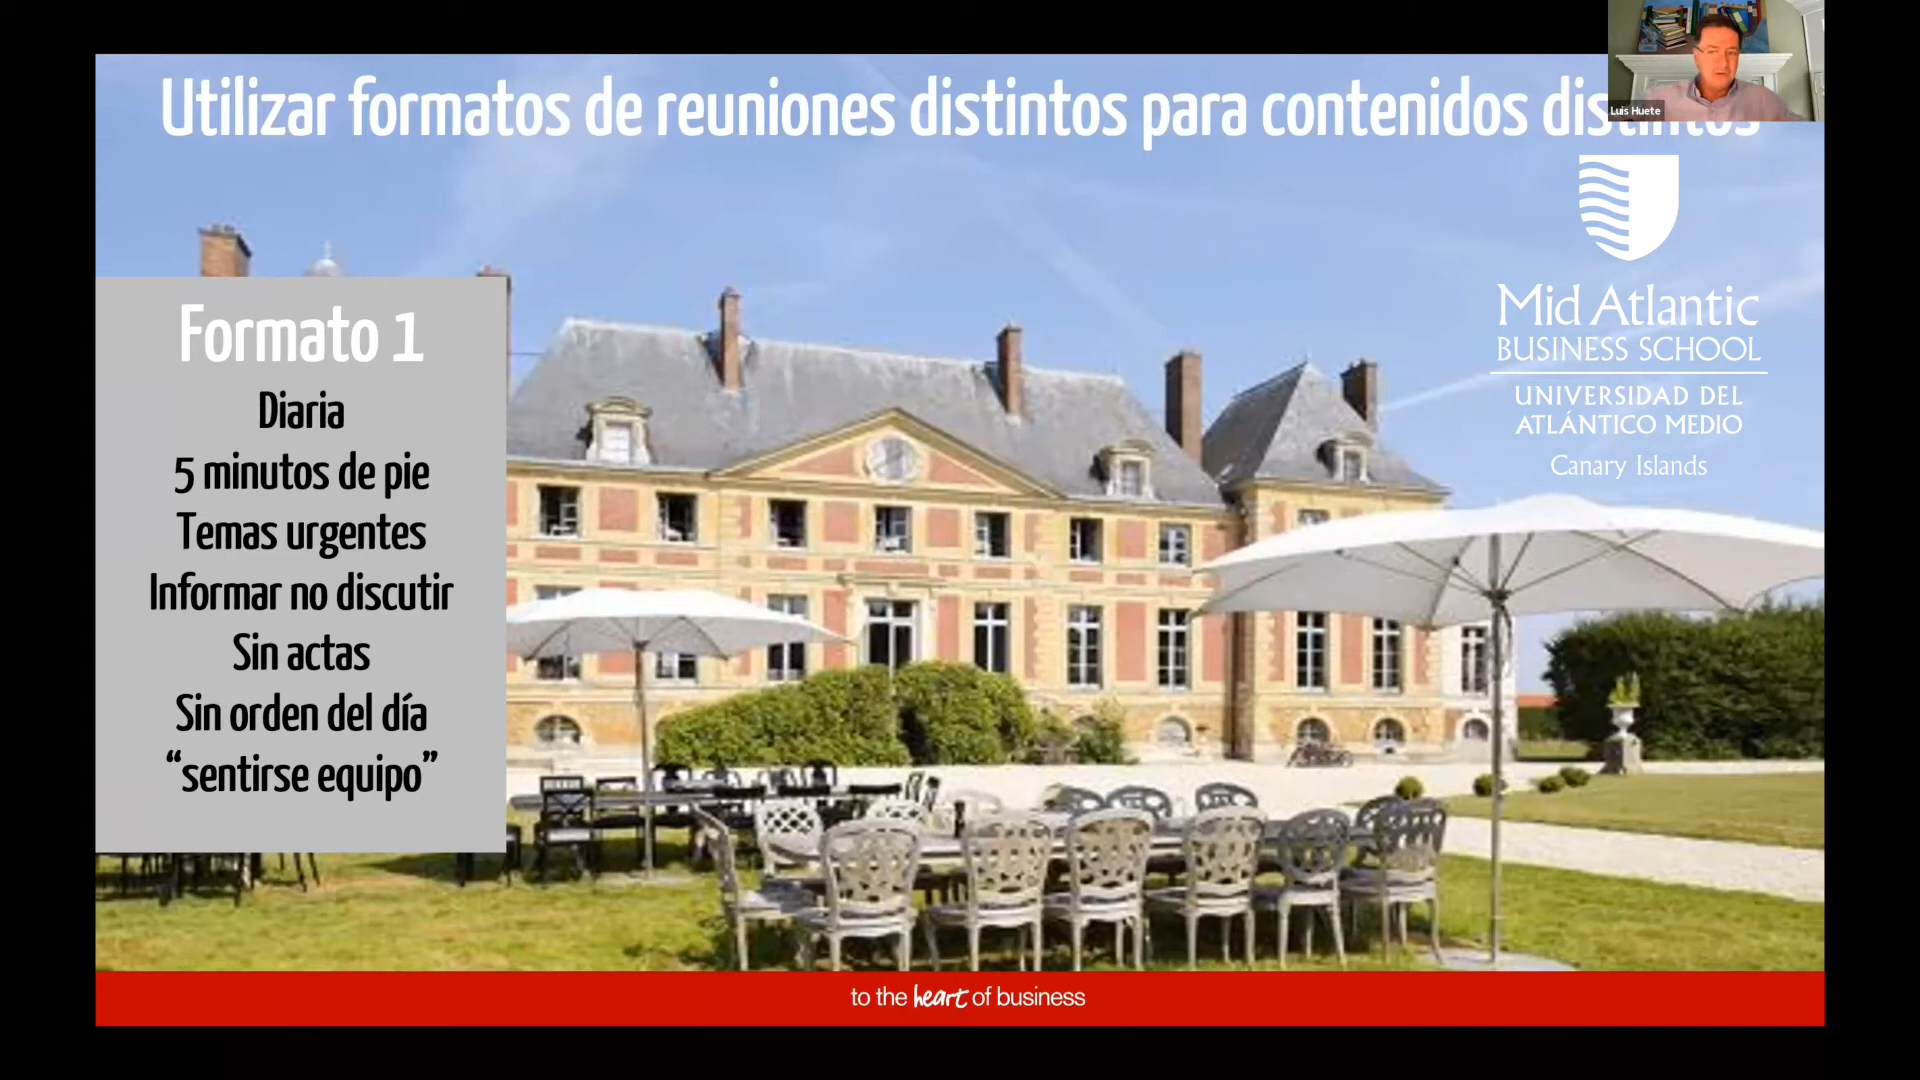 Utilizar formatos de reuniones distintos para contenidos distintos
Luis Huete
Mid Atlantic
BUSINESS SCHOOL
UNIVERSIDAD DEL
ATLÁNTICO MEDIO
Canary Islands
Formato 1
Diaria
5 minutos de pie
Temas urgentes
Informar no discutir
Sin actas
Sin orden del día
“sentirse equipo”
to the heart of business